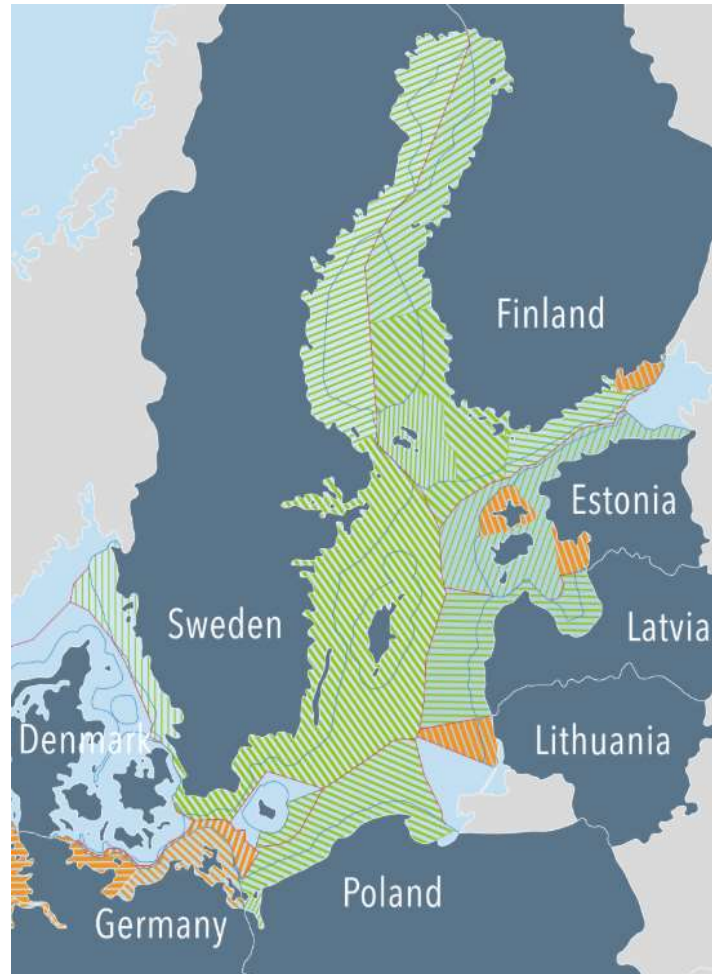 Finland
Estonia
Sweden
Latvia
Denmark
Lithuania
Poland
Germany